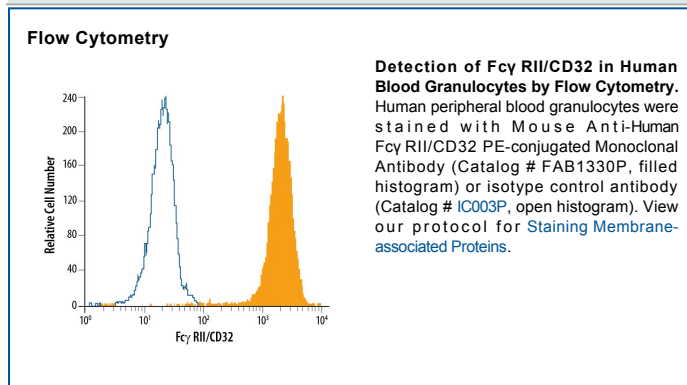 Flow Cytometry
240
200
160
120
80
40
0
Relative Cell Number
10⁰ 10¹ 10² 10³ 10⁴
Fcγ RII/CD32
Detection of Fcγ RII/CD32 in Human
Blood Granulocytes by Flow Cytometry.
Human peripheral blood granulocytes were
stained with Mouse Anti-Human
Fcγ RII/CD32 PE-conjugated Monoclonal
Antibody (Catalog # FAB1330P, filled
histogram) or isotype control antibody
(Catalog # IC003P, open histogram). View
our protocol for Staining Membrane-
associated Proteins.